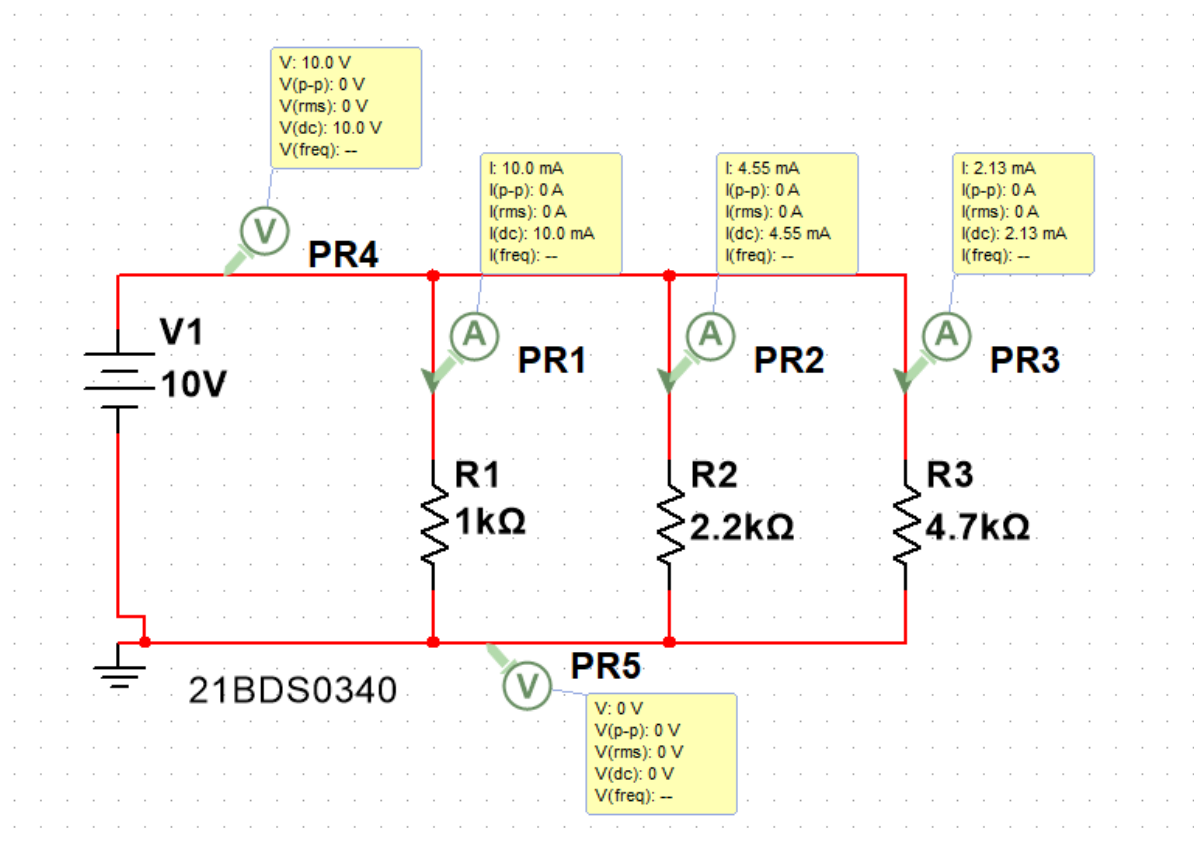 V: 10.0 V
V(p-p): 0 V
V(rms): 0 V
V(dc): 10.0 V
V(freq): --
I: 10.0 mA
I(p-p): 0 A
I(rms): 0 A
I(dc): 10.0 mA
I(freq): --
I: 4.55 mA
I(p-p): 0 A
I(rms): 0 A
I(dc): 4.55 mA
I(freq): --
I: 2.13 mA
I(p-p): 0 A
I(rms): 0 A
I(dc): 2.13 mA
I(freq): --
V
PR4
V1
10V
A
PR1
A
PR2
A
PR3
R1
1kΩ
R2
2.2kΩ
R3
4.7kΩ
21BDS0340
V
PR5
V: 0 V
V(p-p): 0 V
V(rms): 0 V
V(dc): 0 V
V(freq): --